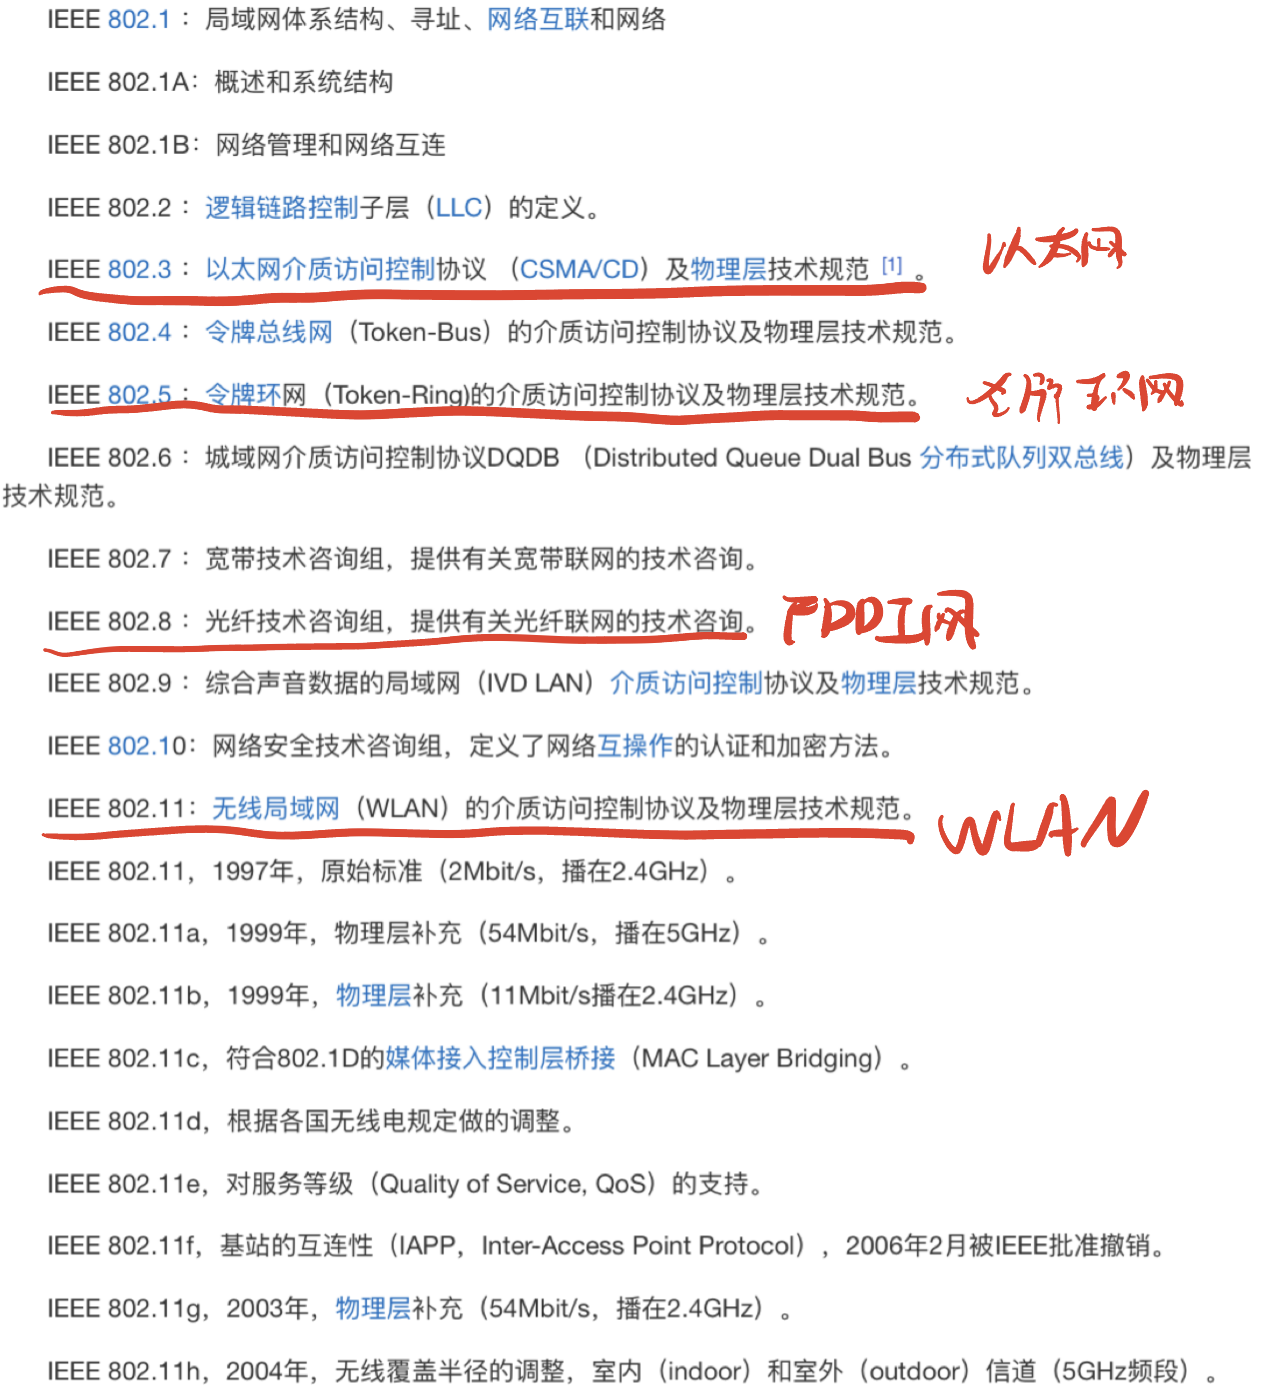 IEEE 802.1 ：局域网体系结构、寻址、网络互联和网络
IEEE 802.1A：概述和系统结构
IEEE 802.1B：网络管理和网络互连
IEEE 802.2 ：逻辑链路控制子层（LLC）的定义。
IEEE 802.3 ：以太网介质访问控制协议 （CSMA/CD）及物理层技术规范 [1] 。
以太网
IEEE 802.4 ：令牌总线网（Token-Bus）的介质访问控制协议及物理层技术规范。
IEEE 802.5 ：令牌环网（Token-Ring)的介质访问控制协议及物理层技术规范。
令牌环网
IEEE 802.6 ：城域网介质访问控制协议DQDB （Distributed Queue Dual Bus 分布式队列双总线）及物理层
技术规范。
IEEE 802.7 ：宽带技术咨询组，提供有关宽带联网的技术咨询。
IEEE 802.8 ：光纤技术咨询组，提供有关光纤联网的技术咨询。
FDDI网
IEEE 802.9 ：综合声音数据的局域网（IVD LAN）介质访问控制协议及物理层技术规范。
IEEE 802.10：网络安全技术咨询组，定义了网络互操作的认证和加密方法。
IEEE 802.11：无线局域网（WLAN）的介质访问控制协议及物理层技术规范。
WLAN
IEEE 802.11，1997年，原始标准（2Mbit/s，播在2.4GHz）。
IEEE 802.11a，1999年，物理层补充（54Mbit/s，播在5GHz）。
IEEE 802.11b，1999年，物理层补充（11Mbit/s播在2.4GHz）。
IEEE 802.11c，符合802.1D的媒体接入控制层桥接（MAC Layer Bridging）。
IEEE 802.11d，根据各国无线电规定做的调整。
IEEE 802.11e，对服务等级（Quality of Service, QoS）的支持。
IEEE 802.11f，基站的互连性（IAPP，Inter-Access Point Protocol），2006年2月被IEEE批准撤销。
IEEE 802.11g，2003年，物理层补充（54Mbit/s，播在2.4GHz）。
IEEE 802.11h，2004年，无线覆盖半径的调整，室内（indoor）和室外（outdoor）信道（5GHz频段）。